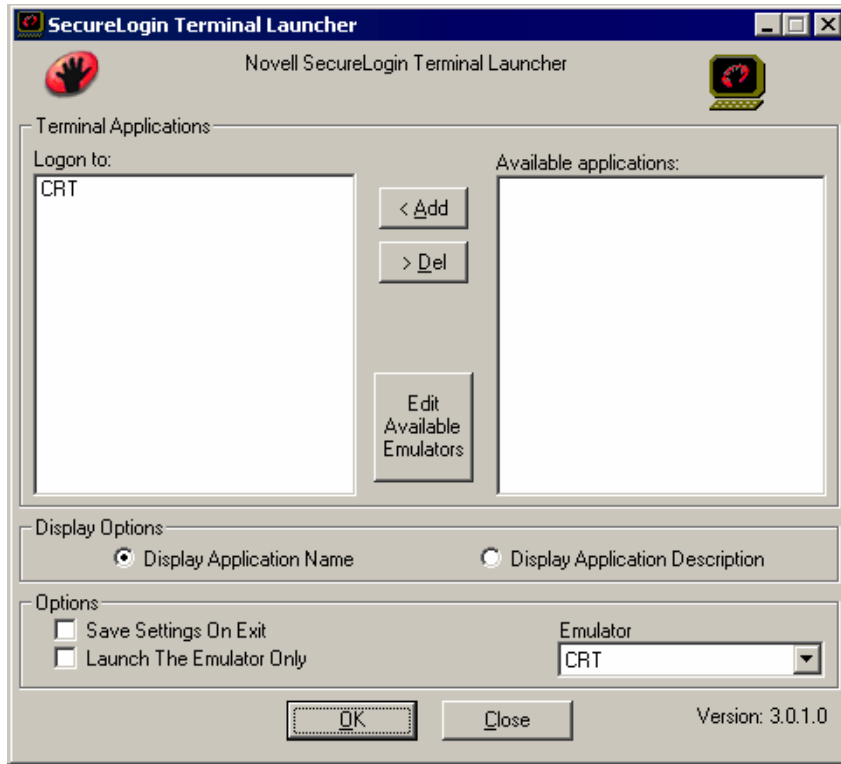 SecureLogin Terminal Launcher
Novell SecureLogin Terminal Launcher
Terminal Applications
Logon to:
Available applications:
CRT
< Add
> Del
Edit
Available
Emulators
Display Options
Display Application Name
Display Application Description
Options
Save Settings On Exit
Launch The Emulator Only
Emulator
CRT
OK
Close
Version: 3.0.1.0